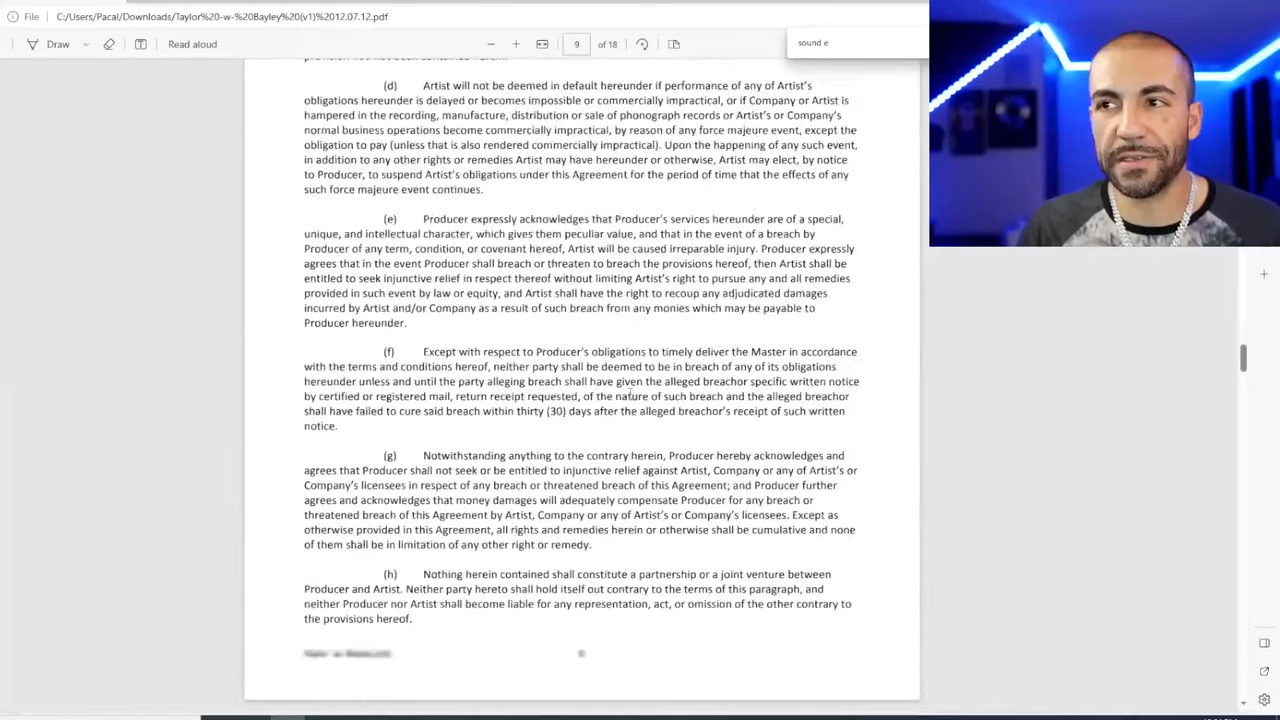 File
C:/Users/Pacal/Downloads/Taylor%20-w-%20Bayley%20(v1)%2012.07.12.pdf
Draw
Read aloud
9
of 18
sound e
(d) Artist will not be deemed in default hereunder if performance of any of Artist's
obligations hereunder is delayed or becomes impossible or commercially impractical, or if Company or Artist is
hampered in the recording, manufacture, distribution or sale of phonograph records or Artist's or Company's
normal business operations become commercially impractical, by reason of any force majeure event, except the
obligation to pay (unless that is also rendered commercially impractical). Upon the happening of any such event,
in addition to any other rights or remedies Artist may have hereunder or otherwise, Artist may elect, by notice
to Producer, to suspend Artist's obligations under this Agreement for the period of time that the effects of any
such force majeure event continues.
(e) Producer expressly acknowledges that Producer's services hereunder are of a special,
unique, and intellectual character, which gives them peculiar value, and that in the event of a breach by
Producer of any term, condition, or covenant hereof, Artist will be caused irreparable injury. Producer expressly
agrees that in the event Producer shall breach or threaten to breach the provisions hereof, then Artist shall be
entitled to seek injunctive relief in respect thereof without limiting Artist's right to pursue any and all remedies
provided in such event by law or equity, and Artist shall have the right to recoup any adjudicated damages
incurred by Artist and/or Company as a result of such breach from any monies which may be payable to
Producer hereunder.
(f) Except with respect to Producer's obligations to timely deliver the Master in accordance
with the terms and conditions hereof, neither party shall be deemed to be in breach of any of its obligations
hereunder unless and until the party alleging breach shall have given the alleged breachor specific written notice
by certified or registered mail, return receipt requested, of the nature of such breach and the alleged breachor
shall have failed to cure said breach within thirty (30) days after the alleged breachor's receipt of such written
notice.
(g) Notwithstanding anything to the contrary herein, Producer hereby acknowledges and
agrees that Producer shall not seek or be entitled to injunctive relief against Artist, Company or any of Artist's or
Company's licensees in respect of any breach or threatened breach of this Agreement; and Producer further
agrees and acknowledges that money damages will adequately compensate Producer for any breach or
threatened breach of this Agreement by Artist, Company or any of Artist's or Company's licensees. Except as
otherwise provided in this Agreement, all rights and remedies herein or otherwise shall be cumulative and none
of them shall be in limitation of any other right or remedy.
(h) Nothing herein contained shall constitute a partnership or a joint venture between
Producer and Artist. Neither party hereto shall hold itself out contrary to the terms of this paragraph, and
neither Producer nor Artist shall become liable for any representation, act, or omission of the other contrary to
the provisions hereof.